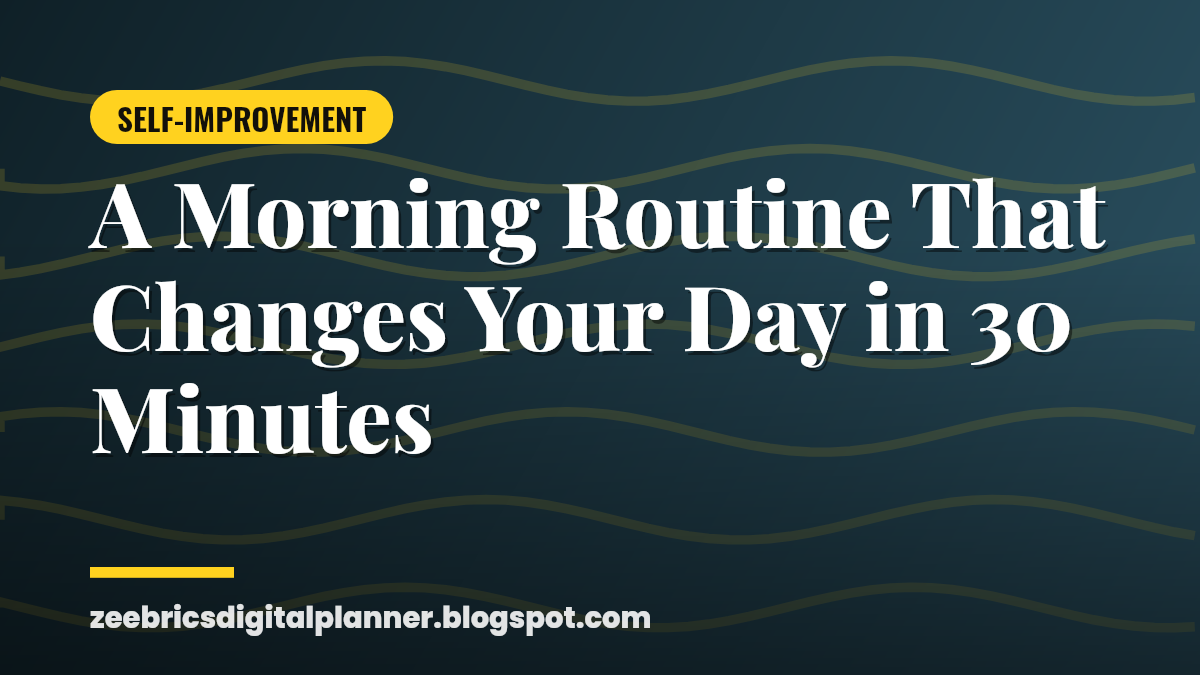 SELF-IMPROVEMENT
A Morning Routine That
Changes Your Day in 30
Minutes
zeebricsdigitalplanner.blogspot.com